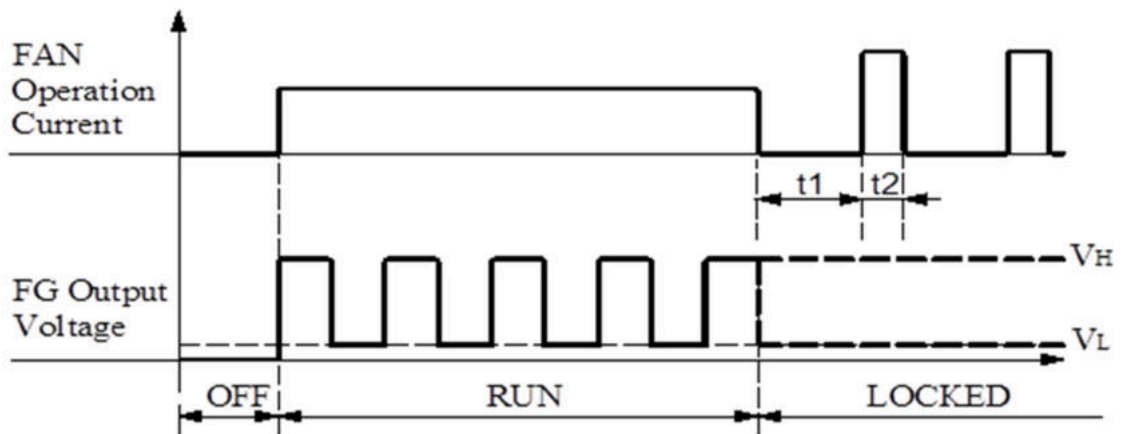 FAN
Operation
Current
t1
t2
FG Output
Voltage
VH
VL
OFF
RUN
LOCKED